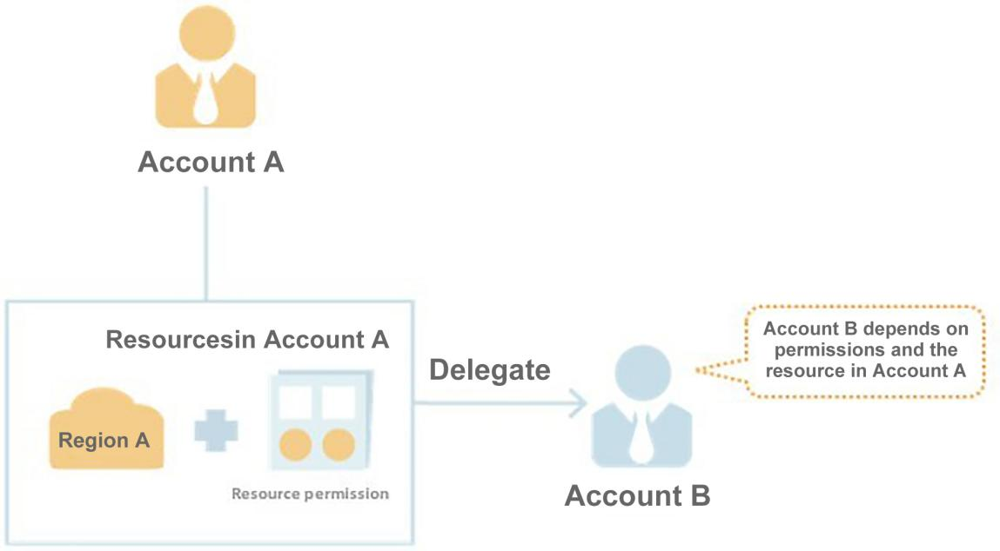 Account A
Resourcesin Account A
Region A
Resource permission
Delegate
Account B depends on
permissions and the
resource in Account A
Account B